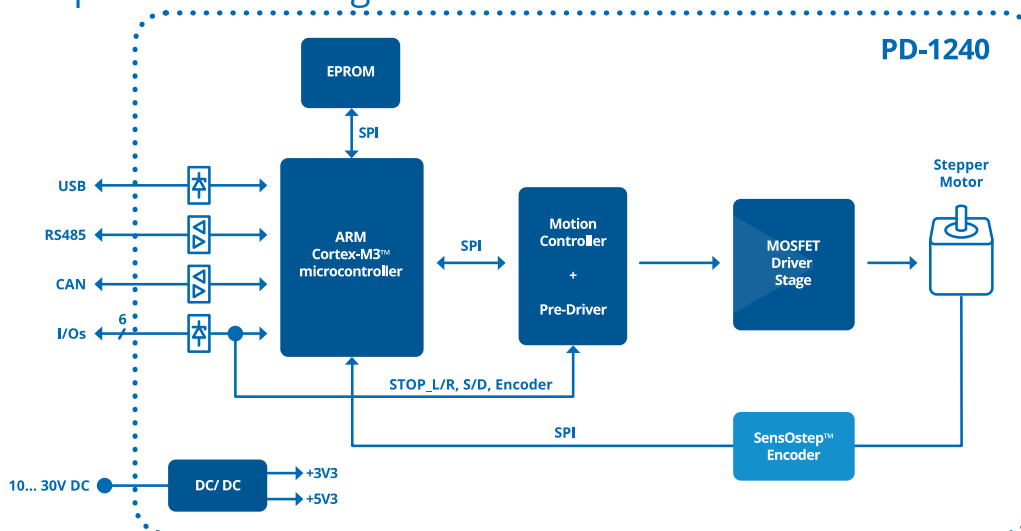 PD-1240
EPROM
SPI
Stepper
Motor
USB
RS485
CAN
I/Os
6
ARM
Cortex-M3™
microcontroller
SPI
Motion
Controller
+
Pre-Driver
MOSFET
Driver
Stage
STOP_L/R, S/D, Encoder
SPI
SensOstep™
Encoder
10... 30V DC
DC/ DC
+3V3
+5V3